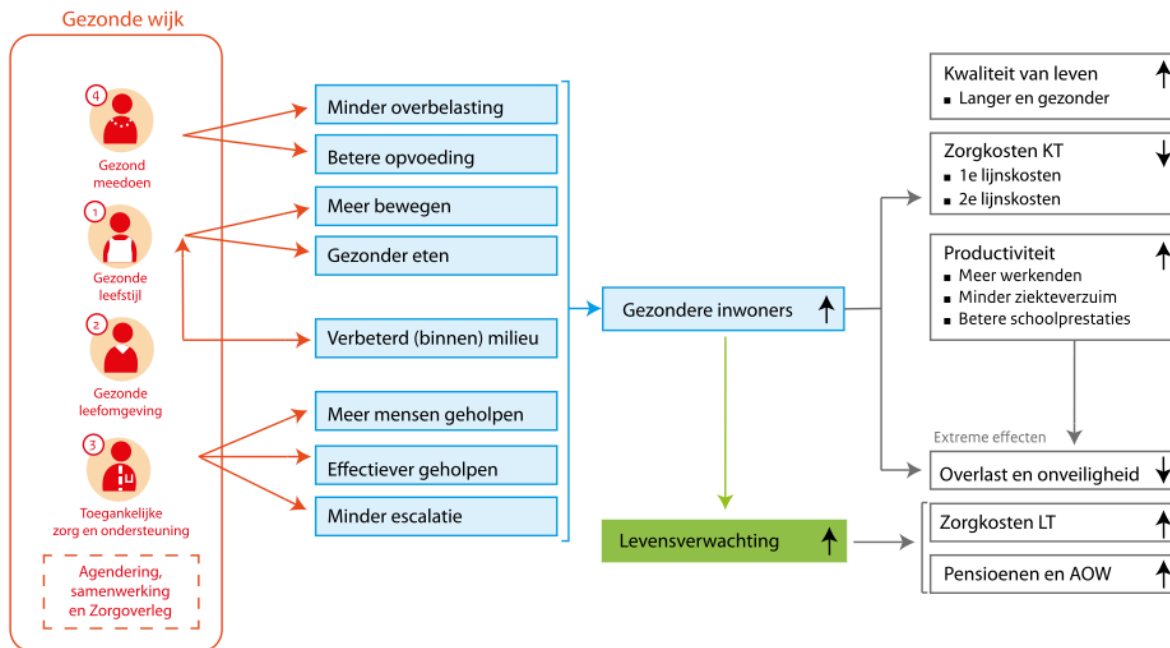 Gezonde wijk
4
Gezond
meedoen
1
Gezonde
leefstijl
2
Gezonde
leefomgeving
3
Toegankelijke
zorg en ondersteuning
Agendering,
samenwerking
en Zorgoverleg
Minder overbelasting
Betere opvoeding
Meer bewegen
Gezonder eten
Verbeterd (binnen) milieu
Meer mensen geholpen
Effectiever geholpen
Minder escalatie
Gezondere inwoners
Levensverwachting
Kwaliteit van leven
▪ Langer en gezonder
Zorgkosten KT
▪ 1e lijnskosten
▪ 2e lijnskosten
Productiviteit
▪ Meer werkenden
▪ Minder ziekteverzuim
▪ Betere schoolprestaties
Extreme effecten
Overlast en onveiligheid
Zorgkosten LT
Pensioenen en AOW